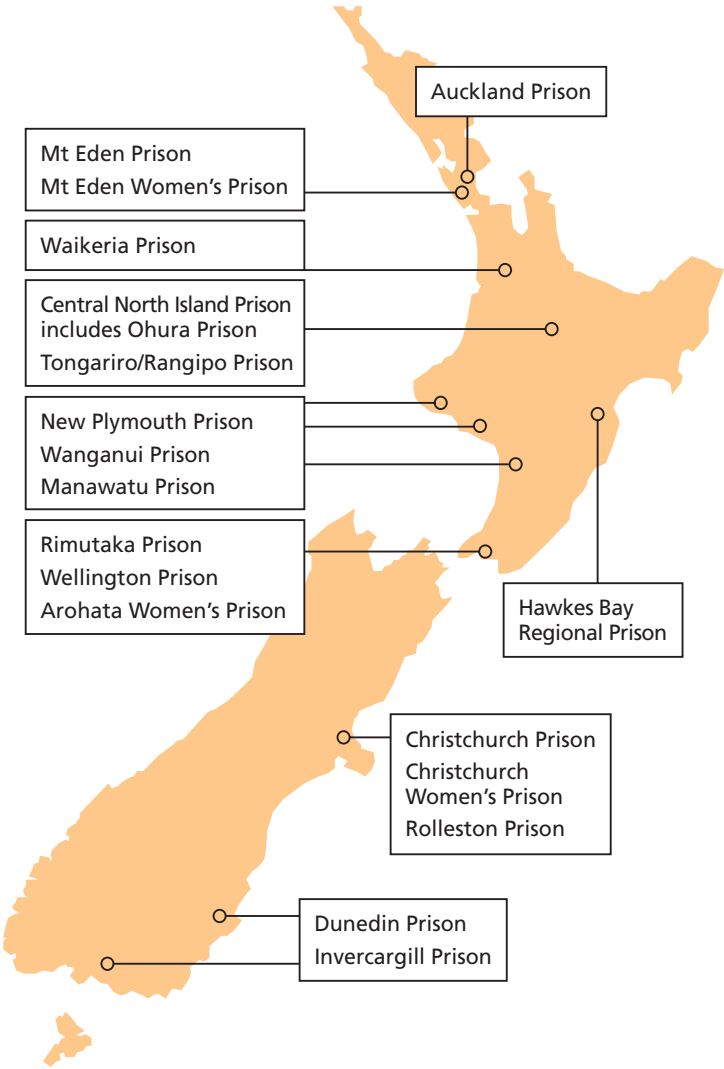 Auckland Prison
Mt Eden Prison
Mt Eden Women’s Prison
Waikeria Prison
Central North Island Prison
includes Ohura Prison
Tongariro/Rangipo Prison
New Plymouth Prison
Wanganui Prison
Manawatu Prison
Rimutaka Prison
Wellington Prison
Arohata Women’s Prison
Hawkes Bay
Regional Prison
Christchurch Prison
Christchurch
Women’s Prison
Rolleston Prison
Dunedin Prison
Invercargill Prison